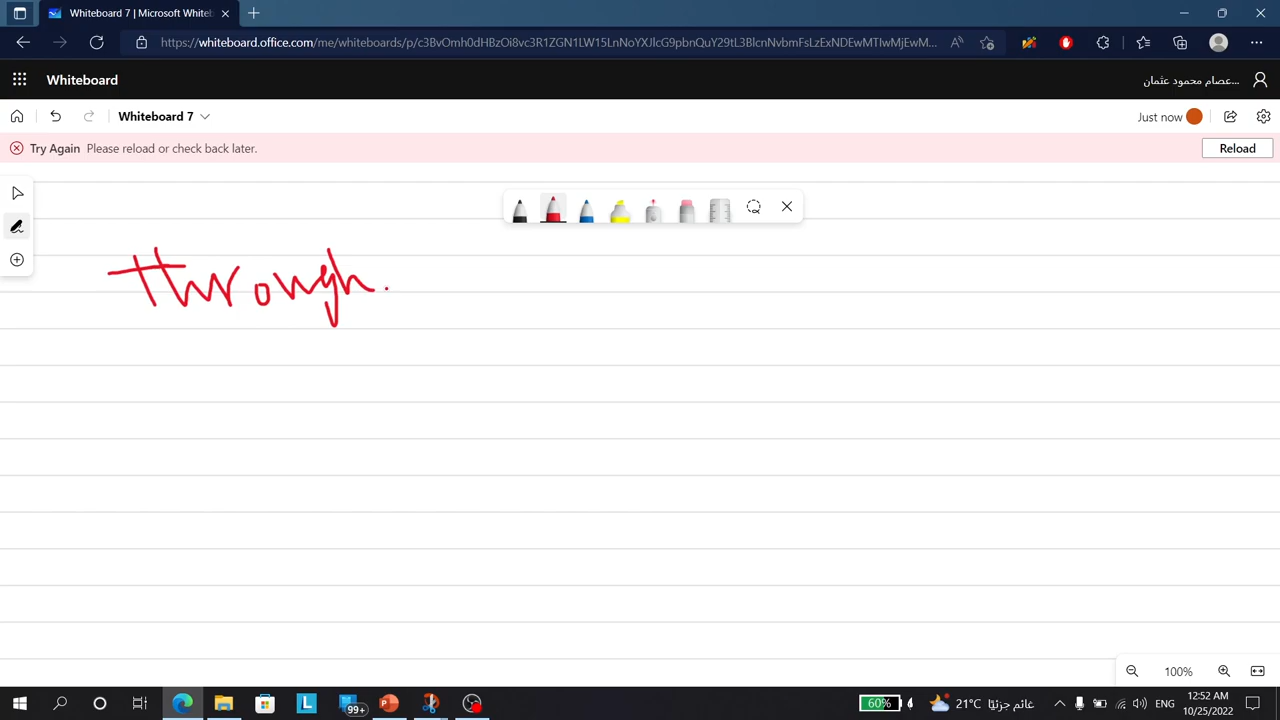 Whiteboard 7 | Microsoft Whiteb
https://whiteboard.office.com/me/whiteboards/p/c3BvOmh0dHBzOi8vc3R1ZGN1LW15LnNoYXJlcG9pbnQuY29tL3BlcnNvbmFsLzExNDEwMTIwMjEwM...
Whiteboard
عصام محمود عثمان...
Whiteboard 7
Just now
Try Again Please reload or check back later.
Reload
through.
100%
99+
60%
21°C غائم جزئيًا
ENG
12:52 AM
10/25/2022